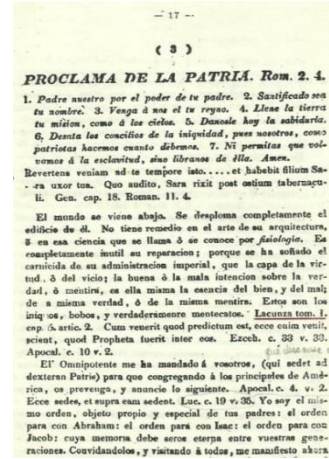 — 17 —
( 3 )
PROCLAMA DE LA PATRIA. Rom. 2. 4.
1. Padre nuestro por el poder de tu padre. 2. Santificado sea
tu nombre. 3. Venga á nos el tu reyno. 4. Llene la tierra
tu mision, como á los cielos. 5. Danosle hoy la sabiduria.
6, Desata los concilios de la iniquidad, pues nosotros, como
patriotas hacemos cuanto débemos. 7. Ni permitas que vol-
vamos á la esclavitud, sino libranos de élla. Amen.
Revertens veniam ad te tempore isto..... et habebit filium Sa-
ra uxor tua. Quo audito, Sara rixit post ostium tabernacu-
li. Gen. cap. 18. Roman. 11. 4.
El mundo se viene abajo. Se desploma completamente el
edificio de él. No tiene remedio en el arte de su arquitectura,
ó en esa ciencia que se llama ó se conoce por fisiologia. Es
completamente inutil su reparacion; porque se ha soñado el
carnicida de su administracion imperial, que la capa de la vir-
tud, ó del vicio; la buena ó la mala intencion sobre la ver-
dad, ó mentira, es ella misma la esencia del bien, y del mal;
de a misma verdad, ó de la misma mentira. Estos son los
iniquos, bobos, y verdaderamente mentecatos. Lacunza tom. 1.
cap. 5. artic. 2. Cum venerit quod predictum est, ecce enim venit,
scient, quod Propheta fuerit inter eos. Ezech. c. 33 v. 33.
Apocal. c. 10 v. 2.
El Omnipotente me ha mandado á vosotros, (qui sedet ad
dexteran Patris) para que congregando á los principales de Amé-
rica, os prevenga, y anuncie lo siguiente. Apocal. c. 4. v. 2.
Ecce sedes, et supra eam sedent. Luc. c. 19 v. 35. Yo soy el mis-
mo orden, objeto propio y especial de tus padres: el orden
para con Abraham: el orden para con Isac: el orden para con
Jacob: cuya memoria debe seros eterna entre vuestras gene-
raciones. Convidandolos, y visitando á todos, me manifiesto ahora